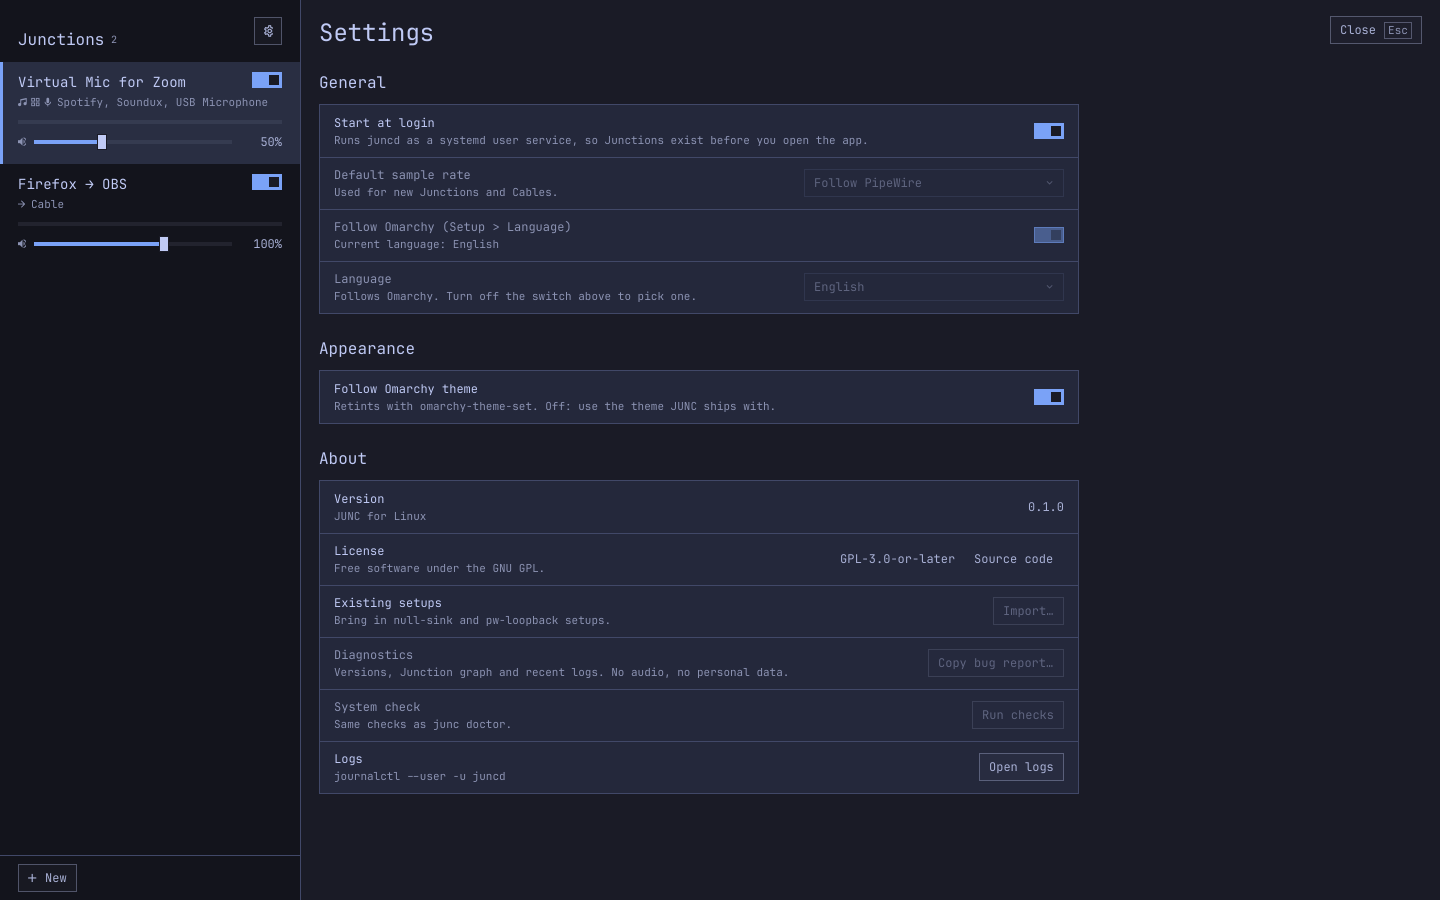 Junctions 2
Virtual Mic for Zoom
Spotify, Soundux, USB Microphone
50%
Firefox → OBS
→ Cable
100%
+ New
Settings
Close Esc
General
Start at login
Runs juncd as a systemd user service, so Junctions exist before you open the app.
Default sample rate
Used for new Junctions and Cables.
Follow PipeWire
Follow Omarchy (Setup > Language)
Current language: English
Language
Follows Omarchy. Turn off the switch above to pick one.
English
Appearance
Follow Omarchy theme
Retints with omarchy-theme-set. Off: use the theme JUNC ships with.
About
Version
JUNC for Linux
0.1.0
License
Free software under the GNU GPL.
GPL-3.0-or-later Source code
Existing setups
Bring in null-sink and pw-loopback setups.
Import…
Diagnostics
Versions, Junction graph and recent logs. No audio, no personal data.
Copy bug report…
System check
Same checks as junc doctor.
Run checks
Logs
journalctl --user -u juncd
Open logs